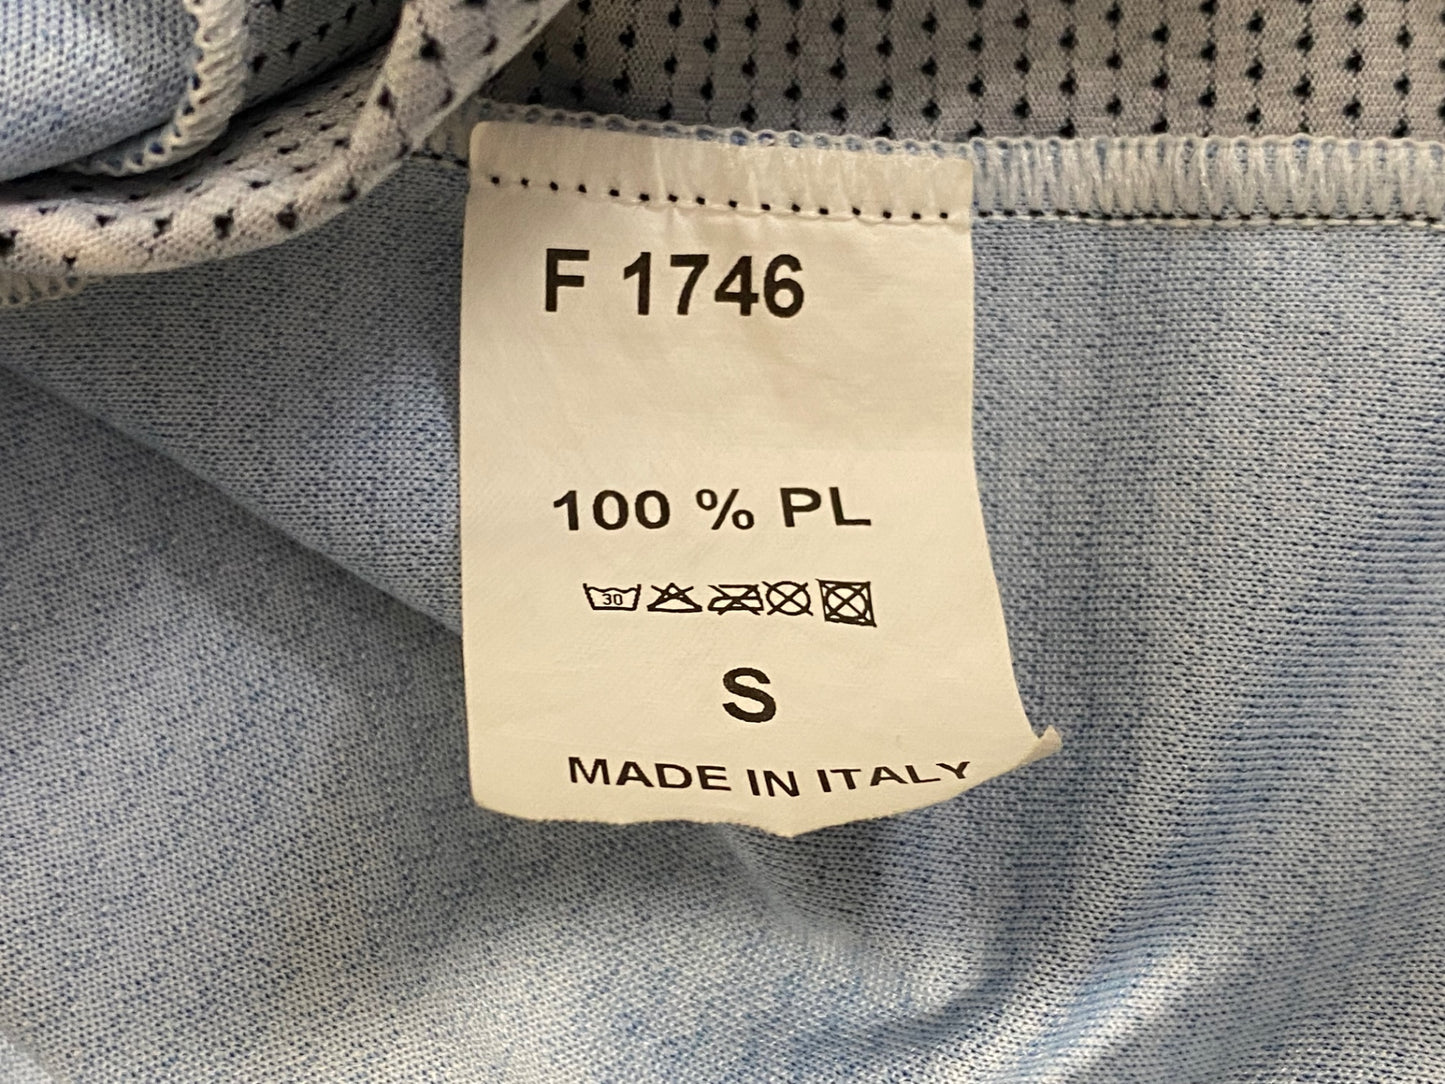 F 1746
100 % PL
30
S
MADE IN ITALY